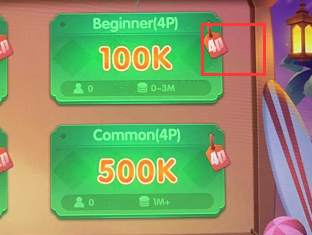 Beginner(4P)
4P
100K
0
0~3M
Common(4P)
4P
500K
0
1M+